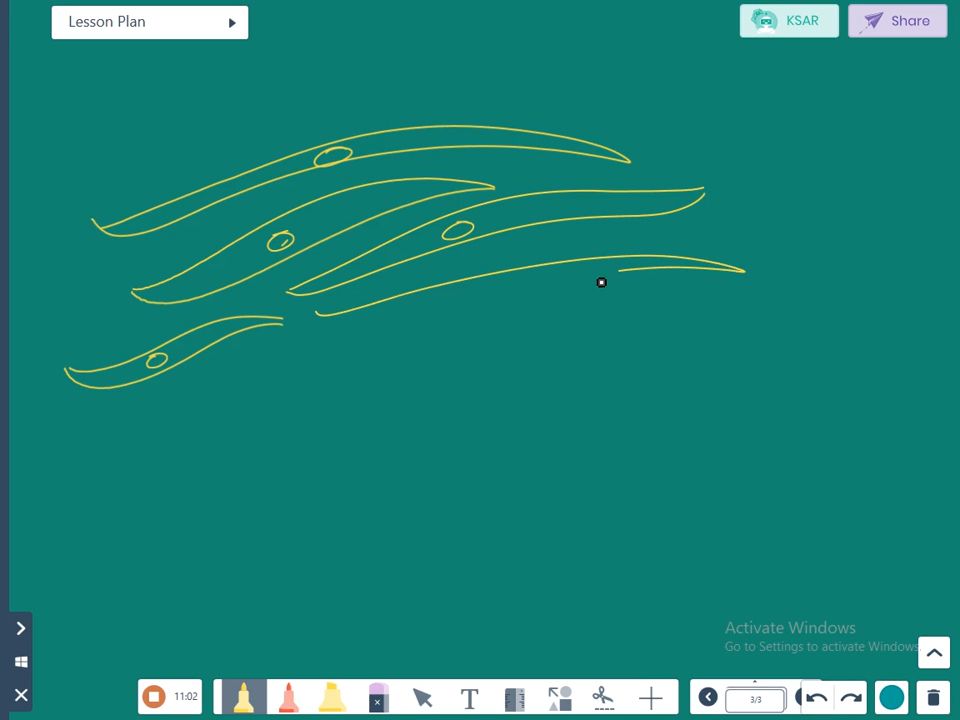 Lesson Plan
KSAR
Share
Activate Windows
Go to Settings to activate Windows.
11:02
T
3/3